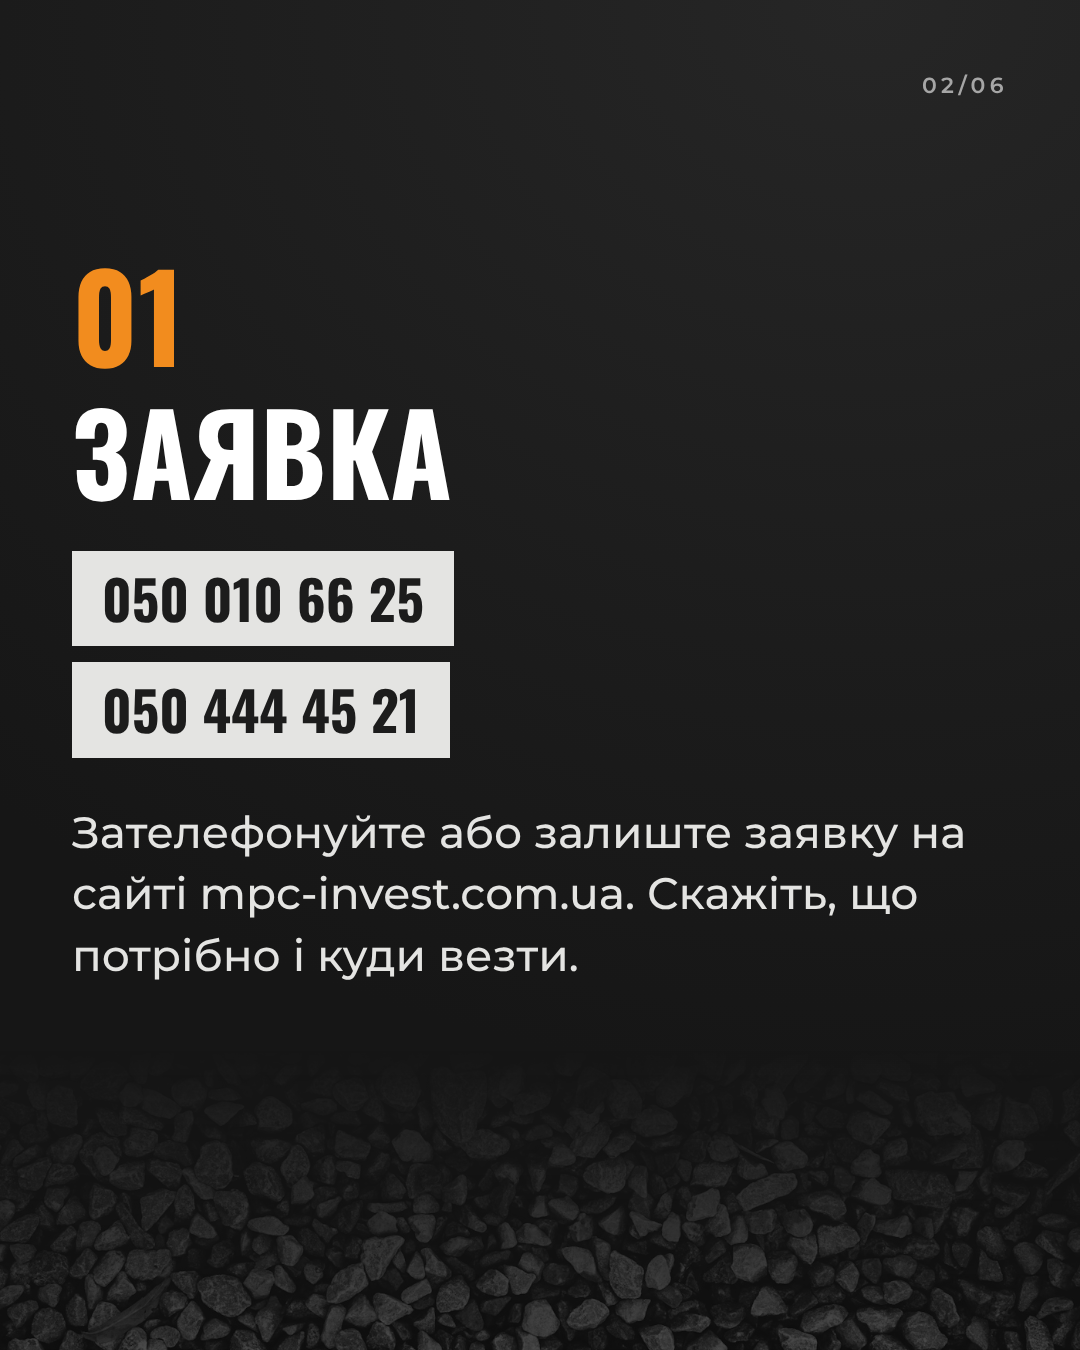 02/06
01
ЗАЯВКА
050 010 66 25
050 444 45 21
Зателефонуйте або залиште заявку на
сайті mpc-invest.com.ua. Скажіть, що
потрібно і куди везти.